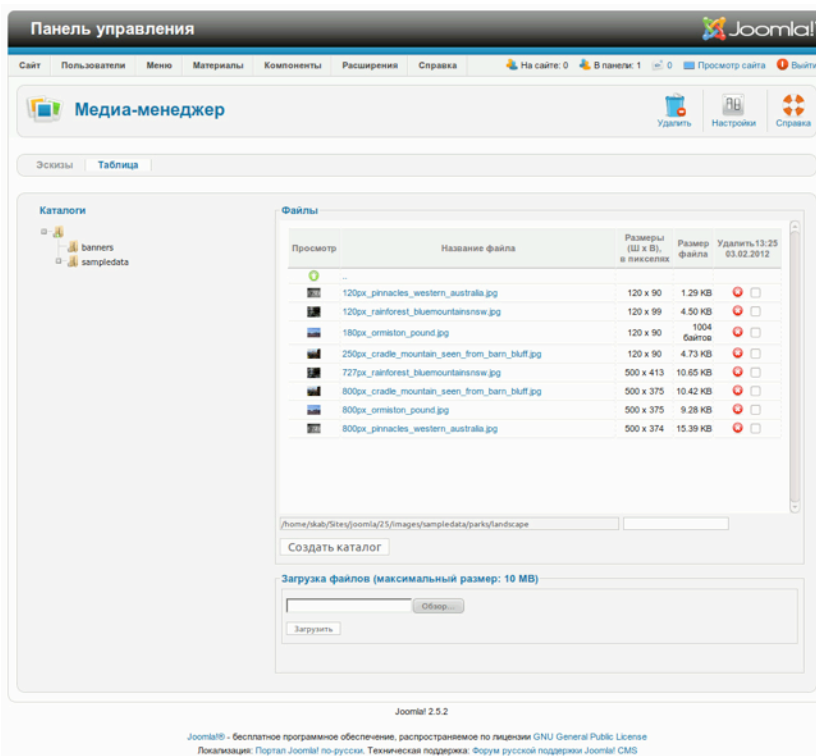 Панель управления
Joomla!
Сайт Пользователи Меню Материалы Компоненты Расширения Справка На сайте: 0 В панели: 1 0 Просмотр сайта Выйти
Медиа-менеджер
Удалить Настройки Справка
Эскизы Таблица
Каталоги
banners
sampledata
Файлы
Просмотр Название файла Размеры (Ш x В), в пикселях Размер файла Удалить13:25 03.02.2012
..
120px_pinnacles_western_australia.jpg 120 x 90 1.29 KB
120px_rainforest_bluemountainsnsw.jpg 120 x 99 4.50 KB
180px_ormiston_pound.jpg 120 x 90 1004 байтов
250px_cradle_mountain_seen_from_barn_bluff.jpg 120 x 90 4.73 KB
727px_rainforest_bluemountainsnsw.jpg 500 x 413 10.65 KB
800px_cradle_mountain_seen_from_barn_bluff.jpg 500 x 375 10.42 KB
800px_ormiston_pound.jpg 500 x 375 9.28 KB
800px_pinnacles_western_australia.jpg 500 x 374 15.39 KB
/home/skab/Sites/joomla/25/images/sampledata/parks/landscape
Создать каталог
Загрузка файлов (максимальный размер: 10 MB)
Обзор...
Загрузить
Joomla! 2.5.2
Joomla!® - бесплатное программное обеспечение, распространяемое по лицензии GNU General Public License
Локализация: Портал Joomla! по-русски. Техническая поддержка: Форум русской поддержки Joomla! CMS